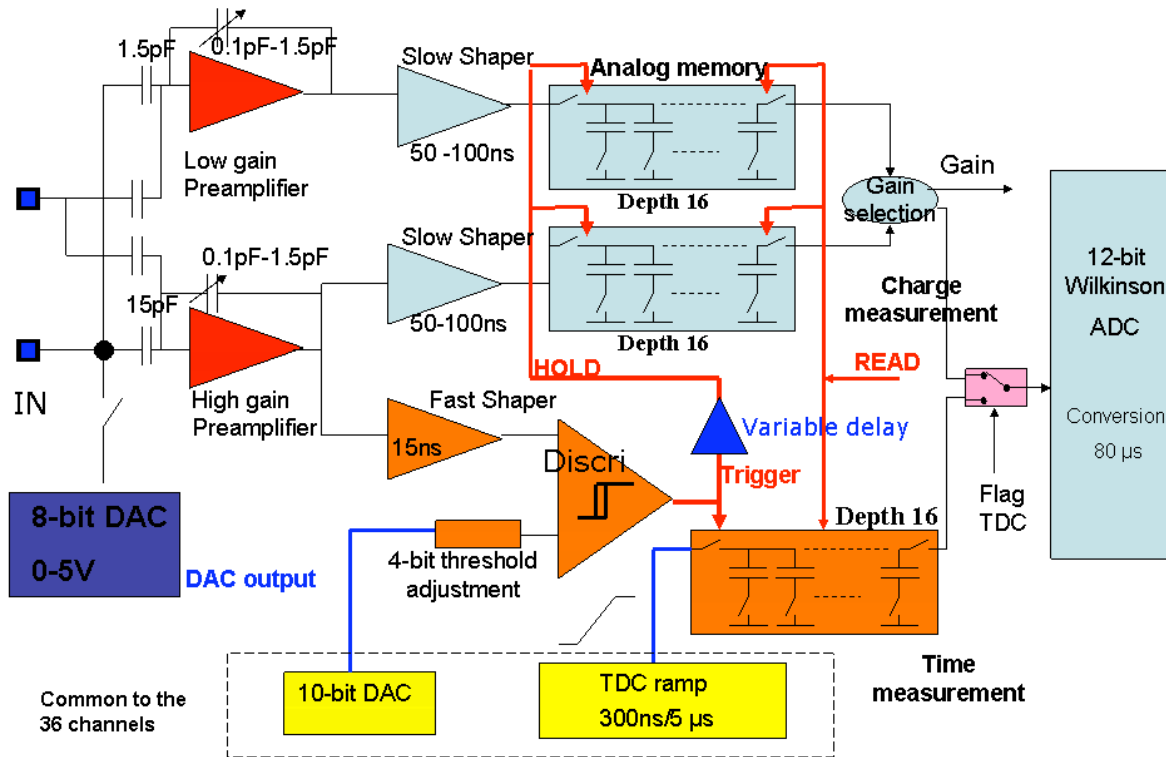 1.5pF
0.1pF-1.5pF
Slow Shaper
Analog memory
50 -100ns
Low gain
Preamplifier
Depth 16
Gain
Gain
selection
Slow Shaper
0.1pF-1.5pF
15pF
50-100ns
Depth 16
12-bit
Wilkinson
ADC
Conversion
80 µs
Charge
measurement
HOLD
READ
IN
High gain
Preamplifier
Fast Shaper
15ns
Discri
Variable delay
Trigger
Flag
TDC
8-bit DAC
0-5V
DAC output
4-bit threshold
adjustment
Depth 16
Time
measurement
Common to the
36 channels
10-bit DAC
TDC ramp
300ns/5 µs